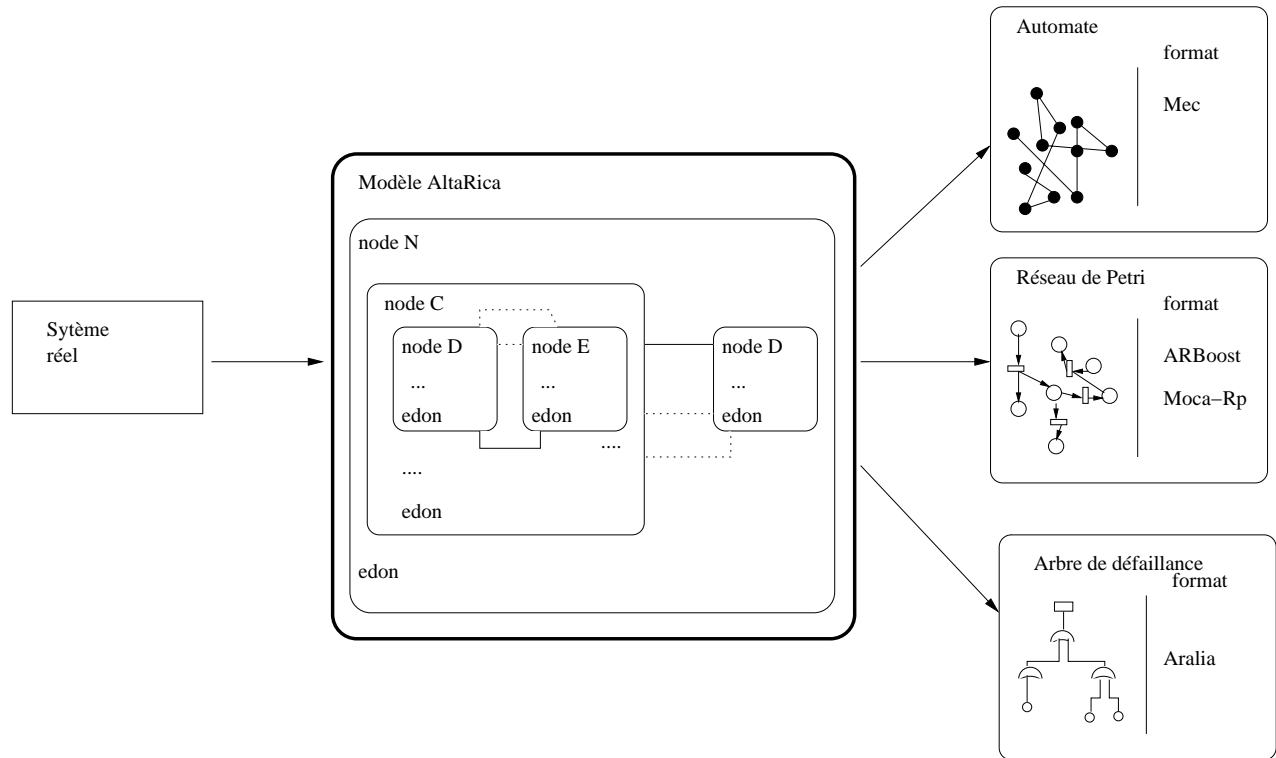 Sytème
réel
Modèle AltaRica
node N
node C
node D
...
edon
node E
...
edon
....
....
edon
node D
...
edon
edon
Automate
format
Mec
Réseau de Petri
format
ARBoost
Moca–Rp
Arbre de défaillance
format
Aralia